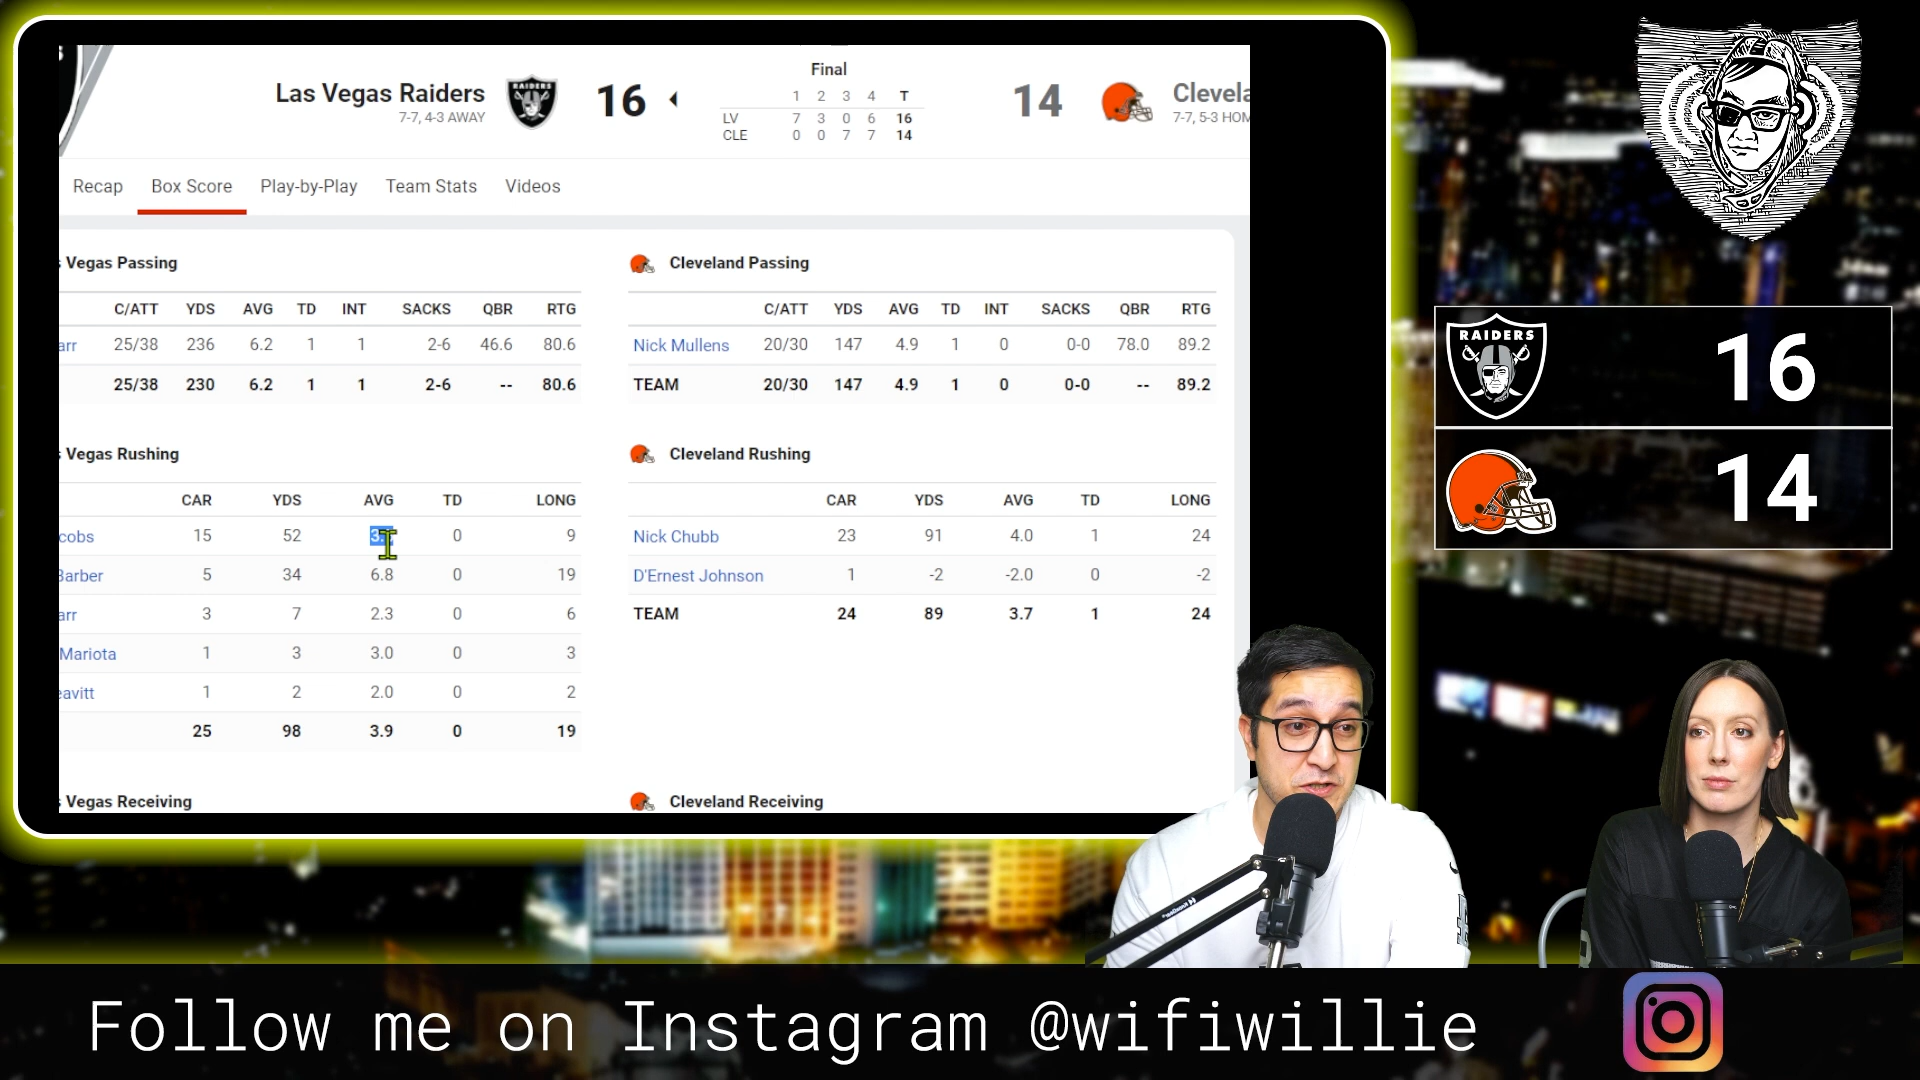 Final
Las Vegas Raiders
7-7, 4-3 AWAY
16
1 2 3 4 T
LV 7 3 0 6 16
CLE 0 0 7 7 14
14
Clevela
7-7, 5-3 HOM
Recap Box Score Play-by-Play Team Stats Videos
s Vegas Passing
C/ATT YDS AVG TD INT SACKS QBR RTG
arr 25/38 236 6.2 1 1 2-6 46.6 80.6
25/38 230 6.2 1 1 2-6 -- 80.6
Cleveland Passing
C/ATT YDS AVG TD INT SACKS QBR RTG
Nick Mullens 20/30 147 4.9 1 0 0-0 78.0 89.2
TEAM 20/30 147 4.9 1 0 0-0 -- 89.2
s Vegas Rushing
CAR YDS AVG TD LONG
cobs 15 52 3. 0 9
Barber 5 34 6.8 0 19
arr 3 7 2.3 0 6
Mariota 1 3 3.0 0 3
eavitt 1 2 2.0 0 2
25 98 3.9 0 19
Cleveland Rushing
CAR YDS AVG TD LONG
Nick Chubb 23 91 4.0 1 24
D'Ernest Johnson 1 -2 -2.0 0 -2
TEAM 24 89 3.7 1 24
s Vegas Receiving
Cleveland Receiving
RAIDERS
16
14
Follow me on Instagram @wifiwillie